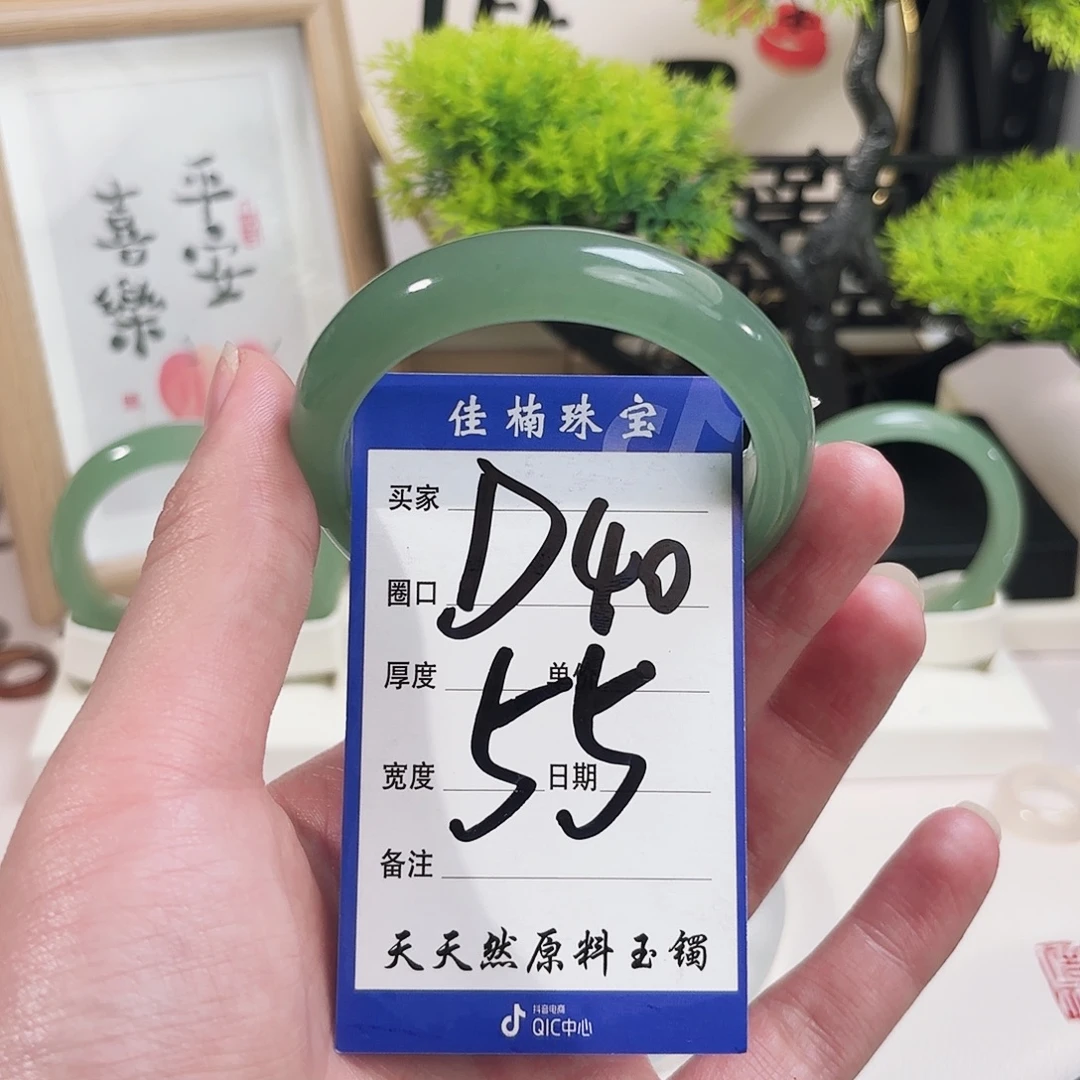 平安
喜樂
佳楠珠宝
买家
D40
圈口
厚度
55
宽度 日期
备注
天天然原料玉镯
抖音电商
QIC中心